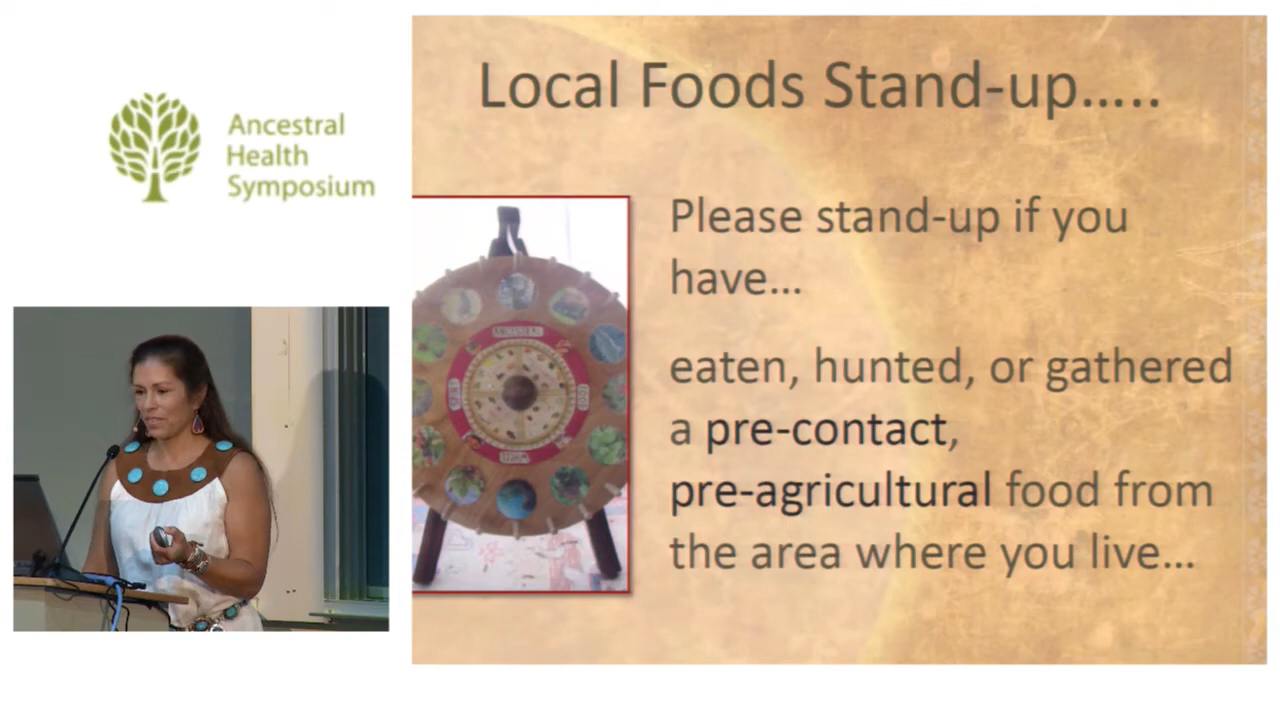 Ancestral
Health
Symposium
Local Foods Stand-up.....
Please stand-up if you
have...
eaten, hunted, or gathered
a pre-contact,
pre-agricultural food from
the area where you live...
ANCESTRAL